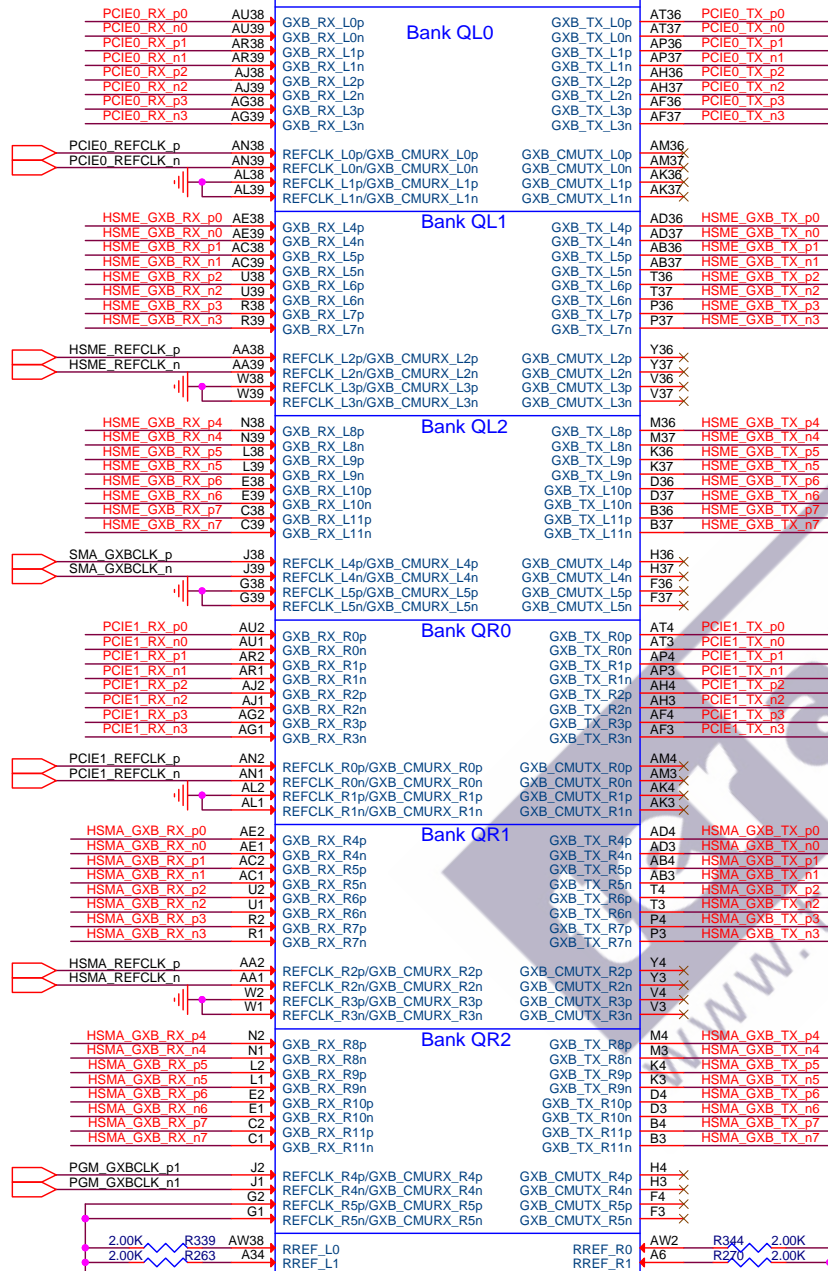 Bank QL0
PCIE0_RX_p0 AU38 GXB_RX_L0p GXB_TX_L0p AT36 PCIE0_TX_p0
PCIE0_RX_n0 AU39 GXB_RX_L0n GXB_TX_L0n AT37 PCIE0_TX_n0
PCIE0_RX_p1 AR38 GXB_RX_L1p GXB_TX_L1p AP36 PCIE0_TX_p1
PCIE0_RX_n1 AR39 GXB_RX_L1n GXB_TX_L1n AP37 PCIE0_TX_n1
PCIE0_RX_p2 AJ38 GXB_RX_L2p GXB_TX_L2p AH36 PCIE0_TX_p2
PCIE0_RX_n2 AJ39 GXB_RX_L2n GXB_TX_L2n AH37 PCIE0_TX_n2
PCIE0_RX_p3 AG38 GXB_RX_L3p GXB_TX_L3p AF36 PCIE0_TX_p3
PCIE0_RX_n3 AG39 GXB_RX_L3n GXB_TX_L3n AF37 PCIE0_TX_n3
PCIE0_REFCLK_p AN38 REFCLK_L0p/GXB_CMURX_L0p GXB_CMUTX_L0p AM36
PCIE0_REFCLK_n AN39 REFCLK_L0n/GXB_CMURX_L0n GXB_CMUTX_L0n AM37
AL38 REFCLK_L1p/GXB_CMURX_L1p GXB_CMUTX_L1p AK36
AL39 REFCLK_L1n/GXB_CMURX_L1n GXB_CMUTX_L1n AK37
Bank QL1
HSME_GXB_RX_p0 AE38 GXB_RX_L4p GXB_TX_L4p AD36 HSME_GXB_TX_p0
HSME_GXB_RX_n0 AE39 GXB_RX_L4n GXB_TX_L4n AD37 HSME_GXB_TX_n0
HSME_GXB_RX_p1 AC38 GXB_RX_L5p GXB_TX_L5p AB36 HSME_GXB_TX_p1
HSME_GXB_RX_n1 AC39 GXB_RX_L5n GXB_TX_L5n AB37 HSME_GXB_TX_n1
HSME_GXB_RX_p2 U38 GXB_RX_L6p GXB_TX_L6p T36 HSME_GXB_TX_p2
HSME_GXB_RX_n2 U39 GXB_RX_L6n GXB_TX_L6n T37 HSME_GXB_TX_n2
HSME_GXB_RX_p3 R38 GXB_RX_L7p GXB_TX_L7p P36 HSME_GXB_TX_p3
HSME_GXB_RX_n3 R39 GXB_RX_L7n GXB_TX_L7n P37 HSME_GXB_TX_n3
HSME_REFCLK_p AA38 REFCLK_L2p/GXB_CMURX_L2p GXB_CMUTX_L2p Y36
HSME_REFCLK_n AA39 REFCLK_L2n/GXB_CMURX_L2n GXB_CMUTX_L2n Y37
W38 REFCLK_L3p/GXB_CMURX_L3p GXB_CMUTX_L3p V36
W39 REFCLK_L3n/GXB_CMURX_L3n GXB_CMUTX_L3n V37
Bank QL2
HSME_GXB_RX_p4 N38 GXB_RX_L8p GXB_TX_L8p M36 HSME_GXB_TX_p4
HSME_GXB_RX_n4 N39 GXB_RX_L8n GXB_TX_L8n M37 HSME_GXB_TX_n4
HSME_GXB_RX_p5 L38 GXB_RX_L9p GXB_TX_L9p K36 HSME_GXB_TX_p5
HSME_GXB_RX_n5 L39 GXB_RX_L9n GXB_TX_L9n K37 HSME_GXB_TX_n5
HSME_GXB_RX_p6 E38 GXB_RX_L10p GXB_TX_L10p D36 HSME_GXB_TX_p6
HSME_GXB_RX_n6 E39 GXB_RX_L10n GXB_TX_L10n D37 HSME_GXB_TX_n6
HSME_GXB_RX_p7 C38 GXB_RX_L11p GXB_TX_L11p B36 HSME_GXB_TX_p7
HSME_GXB_RX_n7 C39 GXB_RX_L11n GXB_TX_L11n B37 HSME_GXB_TX_n7
SMA_GXBCLK_p J38 REFCLK_L4p/GXB_CMURX_L4p GXB_CMUTX_L4p H36
SMA_GXBCLK_n J39 REFCLK_L4n/GXB_CMURX_L4n GXB_CMUTX_L4n H37
G38 REFCLK_L5p/GXB_CMURX_L5p GXB_CMUTX_L5p F36
G39 REFCLK_L5n/GXB_CMURX_L5n GXB_CMUTX_L5n F37
Bank QR0
PCIE1_RX_p0 AU2 GXB_RX_R0p GXB_TX_R0p AT4 PCIE1_TX_p0
PCIE1_RX_n0 AU1 GXB_RX_R0n GXB_TX_R0n AT3 PCIE1_TX_n0
PCIE1_RX_p1 AR2 GXB_RX_R1p GXB_TX_R1p AP4 PCIE1_TX_p1
PCIE1_RX_n1 AR1 GXB_RX_R1n GXB_TX_R1n AP3 PCIE1_TX_n1
PCIE1_RX_p2 AJ2 GXB_RX_R2p GXB_TX_R2p AH4 PCIE1_TX_p2
PCIE1_RX_n2 AJ1 GXB_RX_R2n GXB_TX_R2n AH3 PCIE1_TX_n2
PCIE1_RX_p3 AG2 GXB_RX_R3p GXB_TX_R3p AF4 PCIE1_TX_p3
PCIE1_RX_n3 AG1 GXB_RX_R3n GXB_TX_R3n AF3 PCIE1_TX_n3
PCIE1_REFCLK_p AN2 REFCLK_R0p/GXB_CMURX_R0p GXB_CMUTX_R0p AM4
PCIE1_REFCLK_n AN1 REFCLK_R0n/GXB_CMURX_R0n GXB_CMUTX_R0n AM3
AL2 REFCLK_R1p/GXB_CMURX_R1p GXB_CMUTX_R1p AK4
AL1 REFCLK_R1n/GXB_CMURX_R1n GXB_CMUTX_R1n AK3
Bank QR1
HSMA_GXB_RX_p0 AE2 GXB_RX_R4p GXB_TX_R4p AD4 HSMA_GXB_TX_p0
HSMA_GXB_RX_n0 AE1 GXB_RX_R4n GXB_TX_R4n AD3 HSMA_GXB_TX_n0
HSMA_GXB_RX_p1 AC2 GXB_RX_R5p GXB_TX_R5p AB4 HSMA_GXB_TX_p1
HSMA_GXB_RX_n1 AC1 GXB_RX_R5n GXB_TX_R5n AB3 HSMA_GXB_TX_n1
HSMA_GXB_RX_p2 U2 GXB_RX_R6p GXB_TX_R6p T4 HSMA_GXB_TX_p2
HSMA_GXB_RX_n2 U1 GXB_RX_R6n GXB_TX_R6n T3 HSMA_GXB_TX_n2
HSMA_GXB_RX_p3 R2 GXB_RX_R7p GXB_TX_R7p P4 HSMA_GXB_TX_p3
HSMA_GXB_RX_n3 R1 GXB_RX_R7n GXB_TX_R7n P3 HSMA_GXB_TX_n3
HSMA_REFCLK_p AA2 REFCLK_R2p/GXB_CMURX_R2p GXB_CMUTX_R2p Y4
HSMA_REFCLK_n AA1 REFCLK_R2n/GXB_CMURX_R2n GXB_CMUTX_R2n Y3
W2 REFCLK_R3p/GXB_CMURX_R3p GXB_CMUTX_R3p V4
W1 REFCLK_R3n/GXB_CMURX_R3n GXB_CMUTX_R3n V3
www.
Bank QR2
HSMA_GXB_RX_p4 N2 GXB_RX_R8p GXB_TX_R8p M4 HSMA_GXB_TX_p4
HSMA_GXB_RX_n4 N1 GXB_RX_R8n GXB_TX_R8n M3 HSMA_GXB_TX_n4
HSMA_GXB_RX_p5 L2 GXB_RX_R9p GXB_TX_R9p K4 HSMA_GXB_TX_p5
HSMA_GXB_RX_n5 L1 GXB_RX_R9n GXB_TX_R9n K3 HSMA_GXB_TX_n5
HSMA_GXB_RX_p6 E2 GXB_RX_R10p GXB_TX_R10p D4 HSMA_GXB_TX_p6
HSMA_GXB_RX_n6 E1 GXB_RX_R10n GXB_TX_R10n D3 HSMA_GXB_TX_n6
HSMA_GXB_RX_p7 C2 GXB_RX_R11p GXB_TX_R11p B4 HSMA_GXB_TX_p7
HSMA_GXB_RX_n7 C1 GXB_RX_R11n GXB_TX_R11n B3 HSMA_GXB_TX_n7
PGM_GXBCLK_p1 J2 REFCLK_R4p/GXB_CMURX_R4p GXB_CMUTX_R4p H4
PGM_GXBCLK_n1 J1 REFCLK_R4n/GXB_CMURX_R4n GXB_CMUTX_R4n H3
G2 REFCLK_R5p/GXB_CMURX_R5p GXB_CMUTX_R5p F4
G1 REFCLK_R5n/GXB_CMURX_R5n GXB_CMUTX_R5n F3
2.00K R339 AW38 RREF_L0 RREF_R0 AW2 R344 2.00K
2.00K R263 A34 RREF_L1 RREF_R1 A6 R270 2.00K